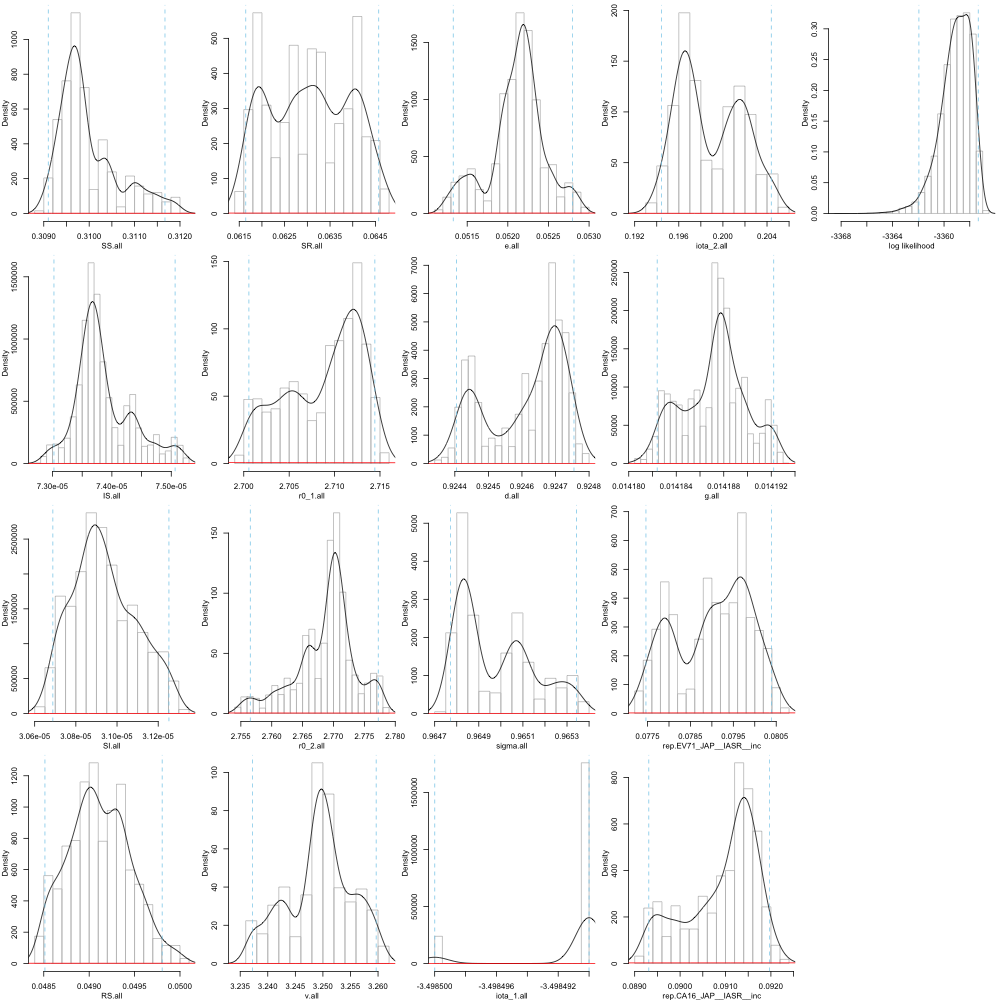 Density
0 200 400 600 800 1000
0.3090 0.3100 0.3110 0.3120
SS.all
Density
0 100 200 300 400 500
0.0615 0.0625 0.0635 0.0645
SR.all
Density
0 500 1000 1500
0.0515 0.0520 0.0525 0.0530
e.all
Density
0 50 100 150 200
0.192 0.196 0.200 0.204
iota_2.all
Density
0.00 0.05 0.10 0.15 0.20 0.25 0.30
-3368 -3364 -3360
log likelihood
Density
0 500000 1000000 1500000
7.30e-05 7.40e-05 7.50e-05
IS.all
Density
0 50 100 150
2.700 2.705 2.710 2.715
r0_1.all
Density
0 1000 2000 3000 4000 5000 6000 7000
0.9244 0.9245 0.9246 0.9247 0.9248
d.all
Density
0 50000 100000 150000 200000 250000
0.014180 0.014184 0.014188 0.014192
g.all
Density
0 500000 1500000 2500000
3.06e-05 3.08e-05 3.10e-05 3.12e-05
SI.all
Density
0 50 100 150
2.755 2.760 2.765 2.770 2.775 2.780
r0_2.all
Density
0 1000 2000 3000 4000 5000
0.9647 0.9649 0.9651 0.9653
sigma.all
Density
0 100 200 300 400 500 600 700
0.0775 0.0785 0.0795 0.0805
rep.EV71_JAP__IASR__inc
Density
0 200 400 600 800 1000 1200
0.0485 0.0490 0.0495 0.0500
RS.all
Density
0 20 40 60 80 100
3.235 3.240 3.245 3.250 3.255 3.260
v.all
Density
0 500000 1000000 1500000
-3.498500 -3.498496 -3.498492
iota_1.all
Density
0 200 400 600 800
0.0890 0.0900 0.0910 0.0920
rep.CA16_JAP__IASR__inc